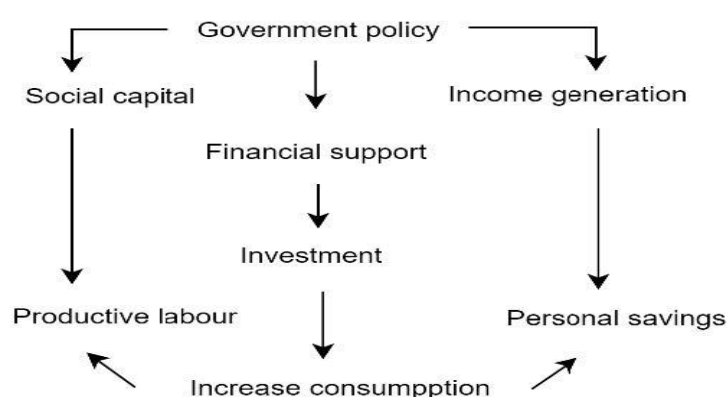 Government policy
Social capital
Income generation
Financial support
Investment
Productive labour
Personal savings
Increase consumpption